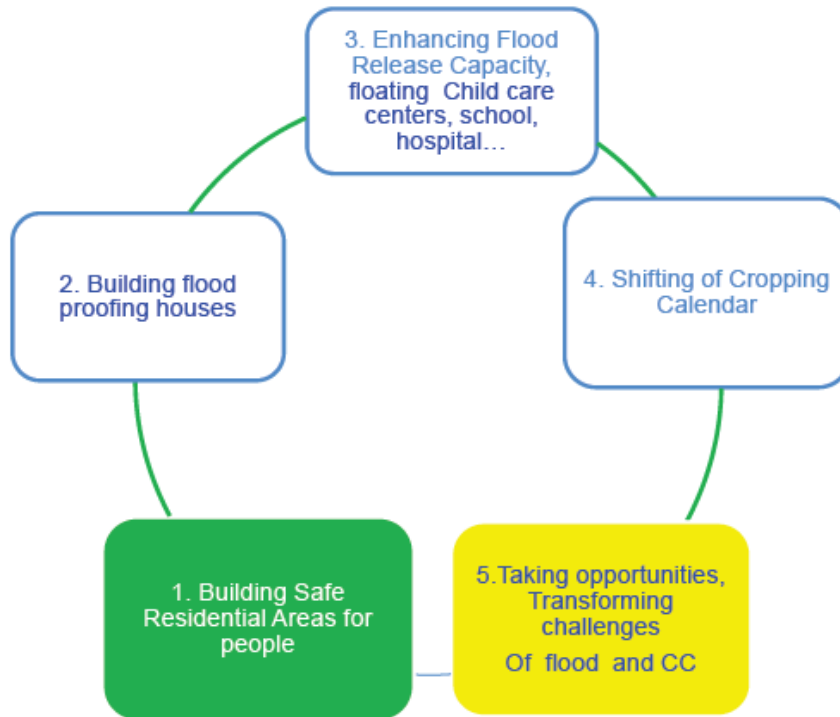 3. Enhancing Flood
Release Capacity,
floating Child care
centers, school,
hospital...
2. Building flood
proofing houses
4. Shifting of Cropping
Calendar
1. Building Safe
Residential Areas for
people
5.Taking opportunities,
Transforming
challenges
Of flood and CC